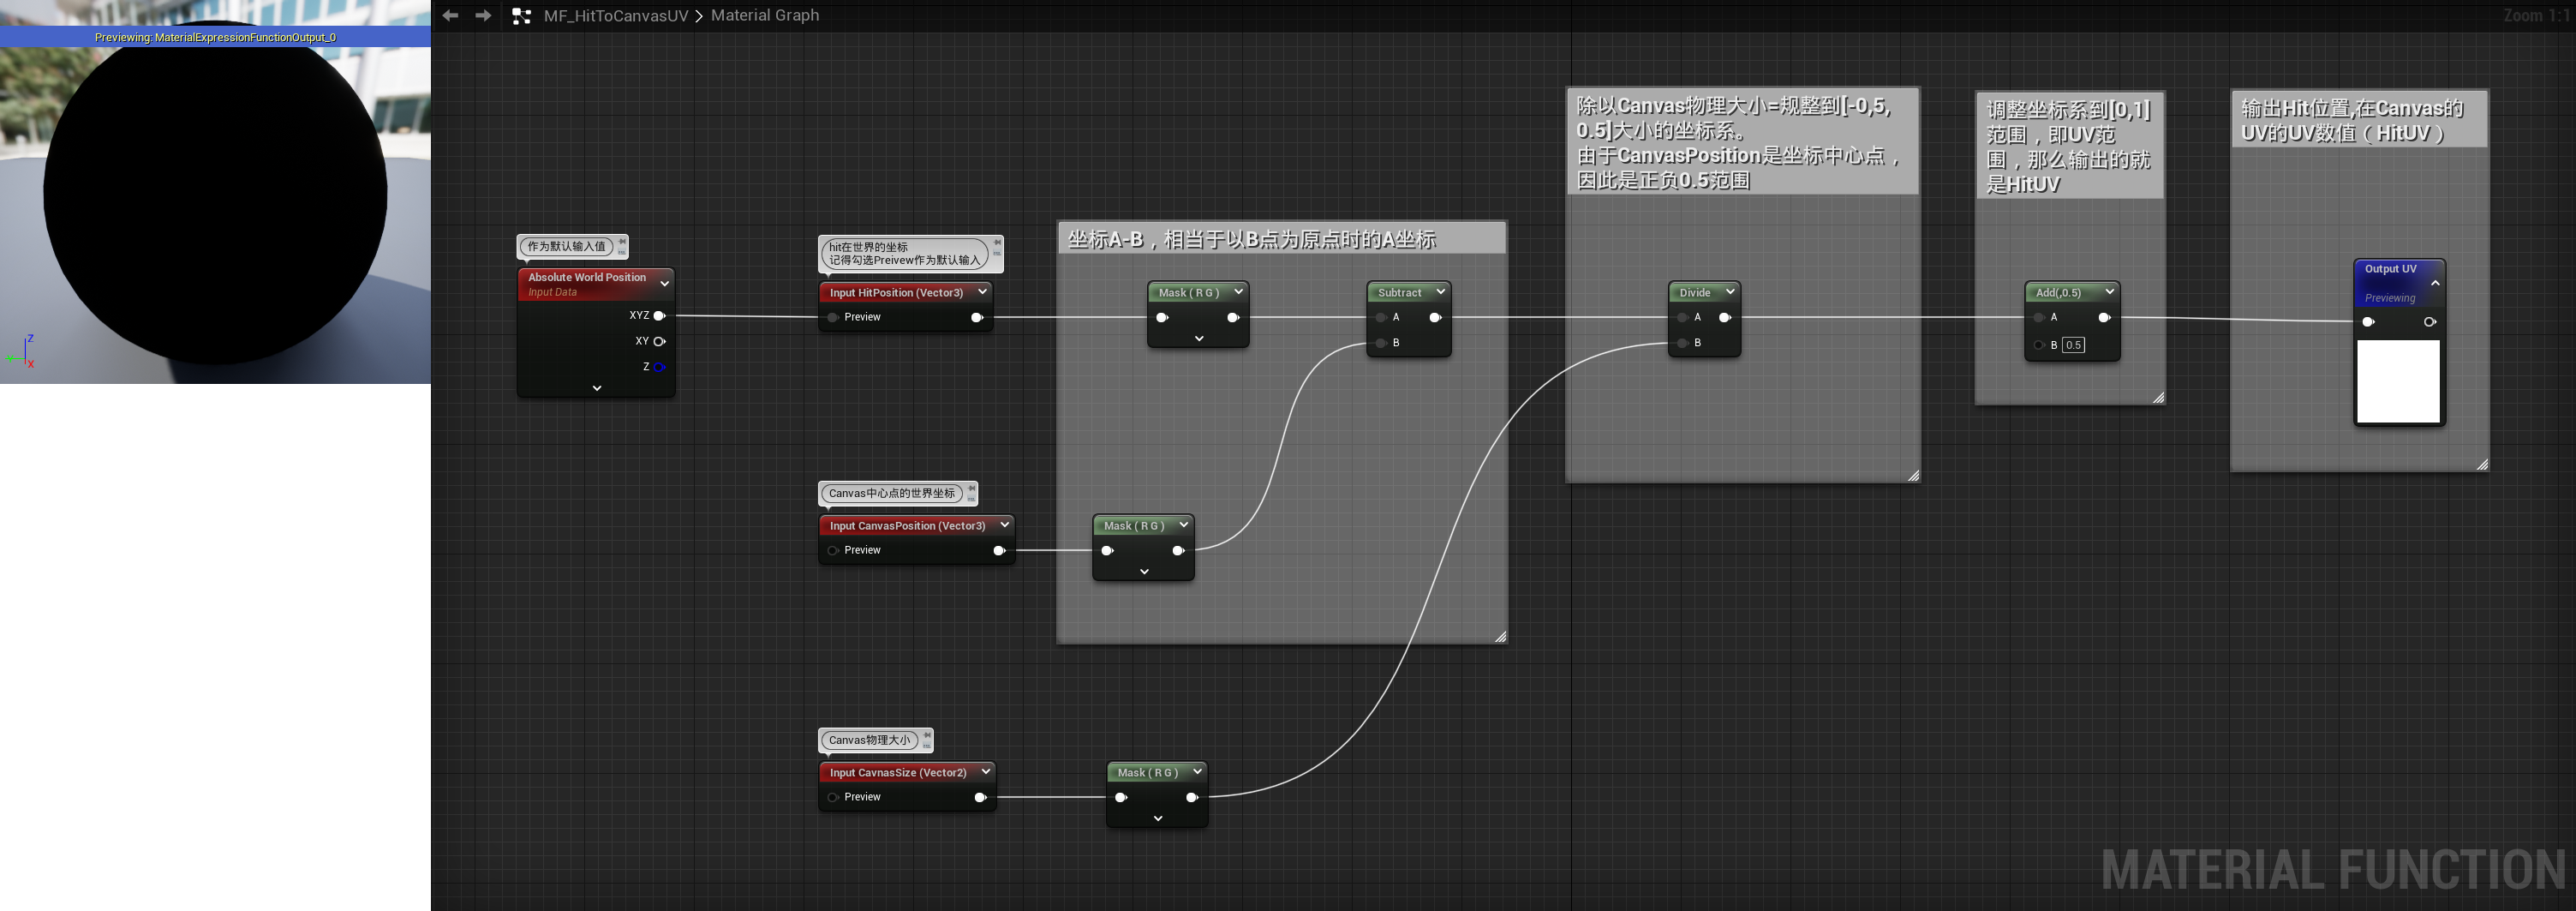 MF_HitToCanvasUV > Material Graph
Zoom 1:1
Previewing: MaterialExpressionFunctionOutput_0
Z
X
作为默认输入值
Absolute World Position
Input Data
XYZ
XY
Z
hit在世界的坐标
记得勾选Preivew作为默认输入
Input HitPosition (Vector3)
Preview
坐标A-B，相当于以B点为原点时的A坐标
Mask ( R G )
Subtract
A
B
除以Canvas物理大小=规整到[-0,5,
0.5]大小的坐标系。
由于CanvasPosition是坐标中心点，
因此是正负0.5范围
Divide
A
B
调整坐标系到[0,1]
范围，即UV范
围，那么输出的就
是HitUV
Add(,0.5)
A
B 0.5
输出Hit位置,在Canvas的
UV的UV数值（HitUV）
Output UV
Previewing
Canvas中心点的世界坐标
Input CanvasPosition (Vector3)
Preview
Mask ( R G )
Canvas物理大小
Input CavnasSize (Vector2)
Preview
Mask ( R G )
MATERIAL FUNCTION